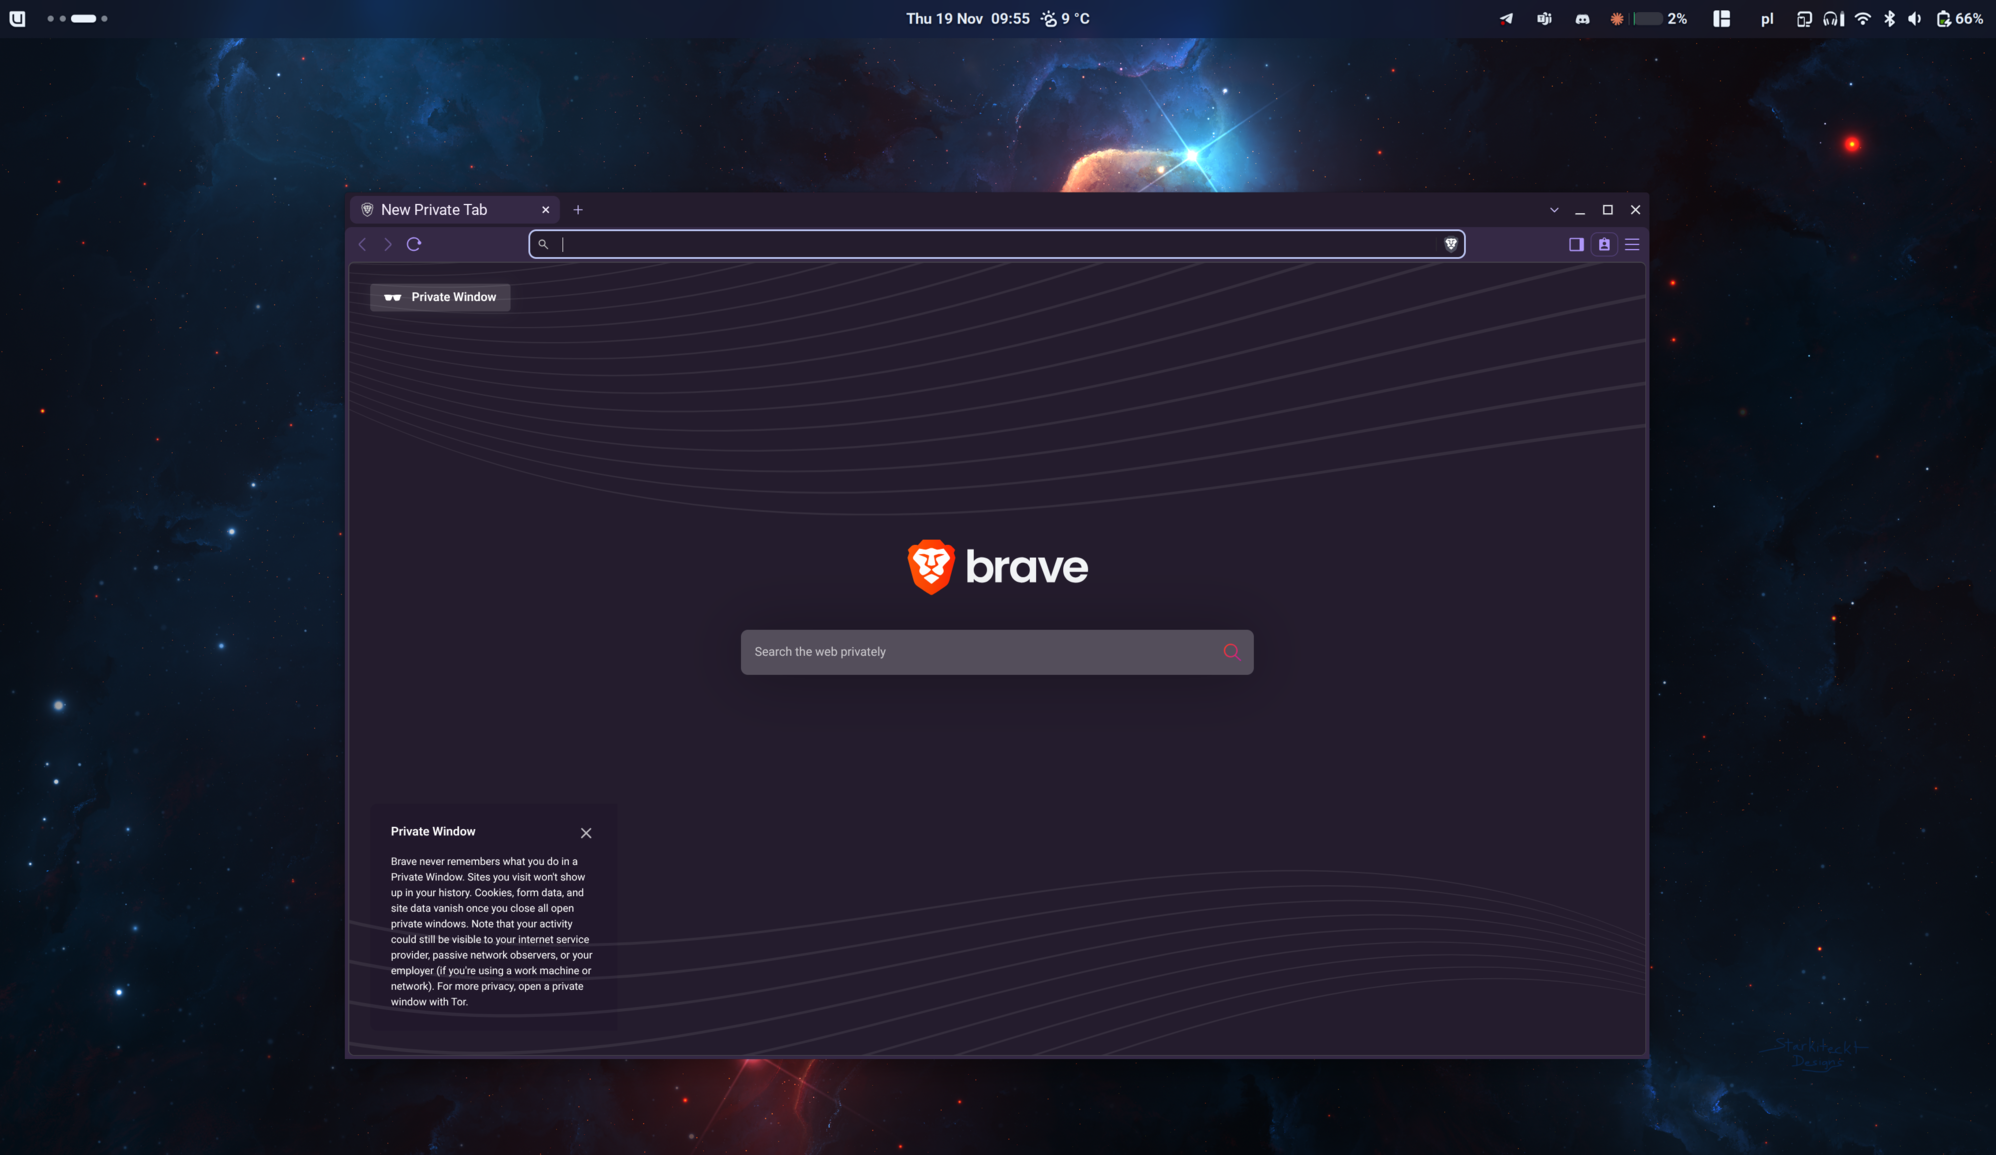 Thu 19 Nov 09:55 9 °C
2%
pl
66%
New Private Tab
Private Window
brave
Search the web privately
Private Window
Brave never remembers what you do in a
Private Window. Sites you visit won't show
up in your history. Cookies, form data, and
site data vanish once you close all open
private windows. Note that your activity
could still be visible to your internet service
provider, passive network observers, or your
employer (if you're using a work machine or
network). For more privacy, open a private
window with Tor.
Designs